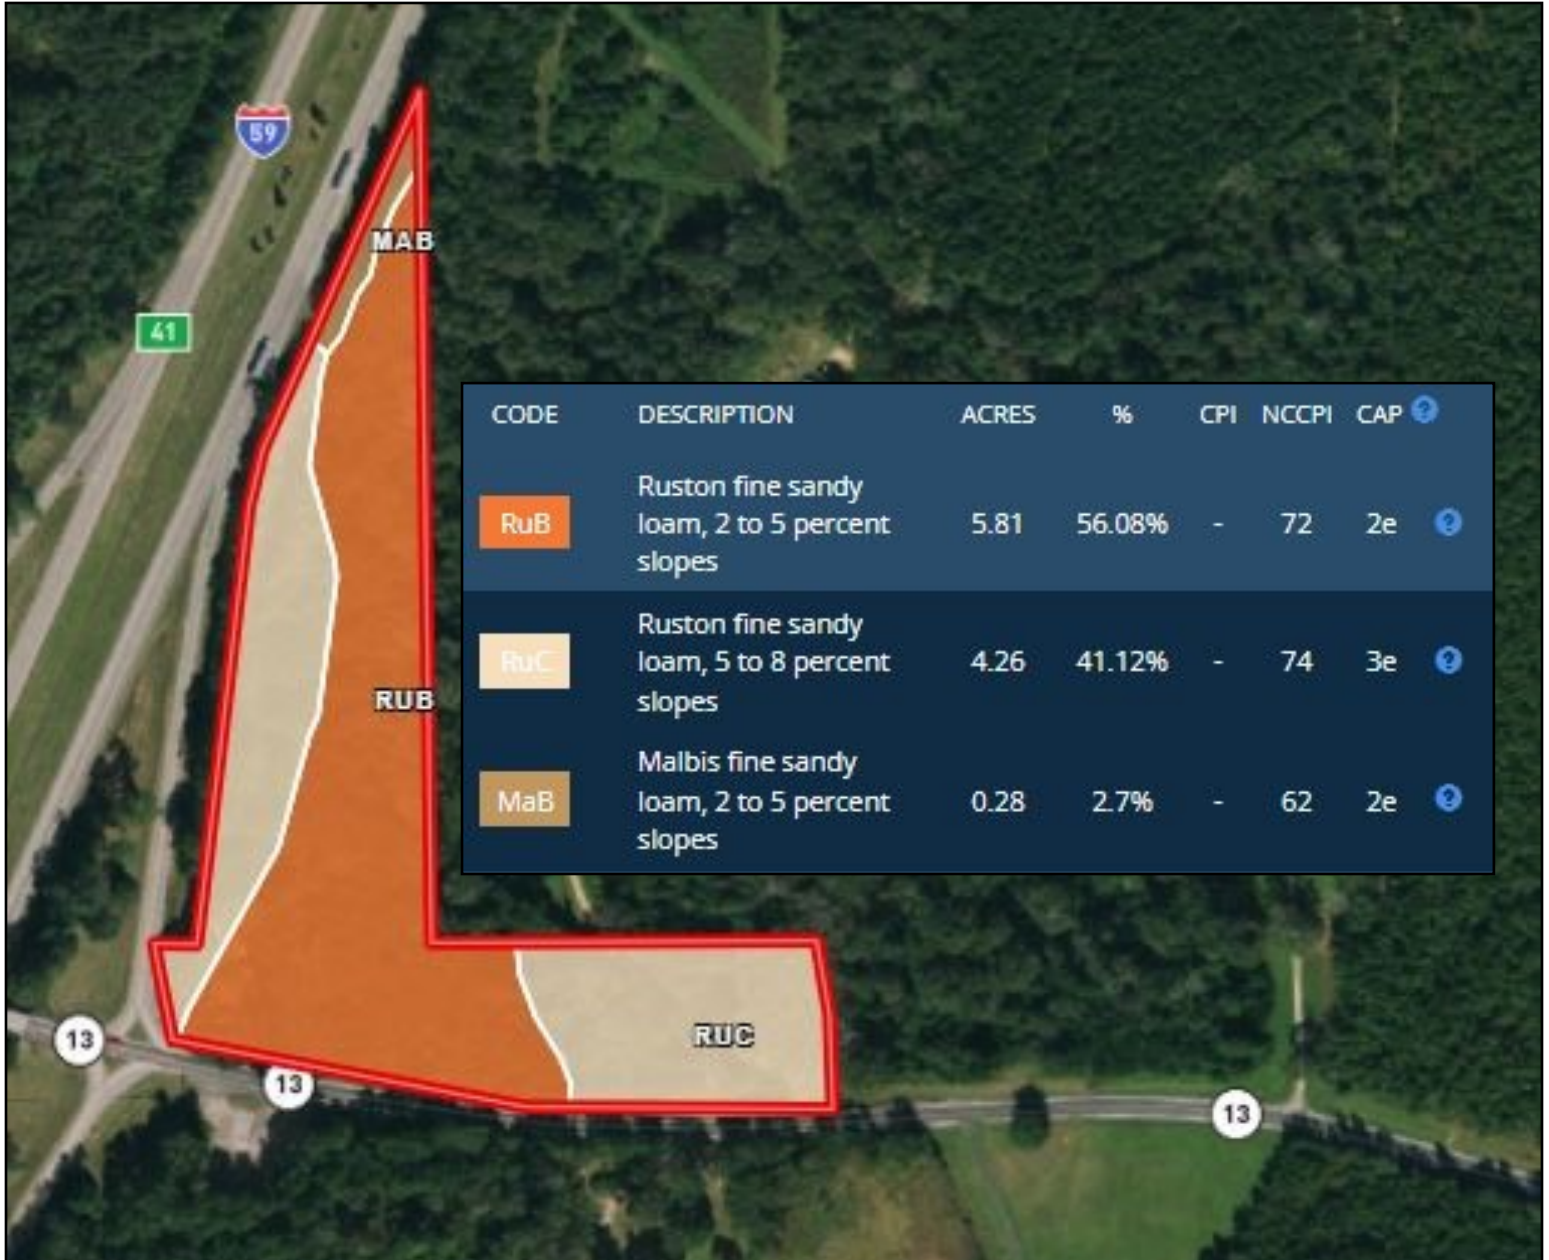 59
MAB
41
CODE DESCRIPTION ACRES % CPI NCCPI CAP ?
Ruston fine sandy
RuB loam, 2 to 5 percent 5.81 56.08% - 72 2e ?
slopes
Ruston fine sandy
RuC loam, 5 to 8 percent 4.26 41.12% - 74 3e ?
slopes
RUB
Malbis fine sandy
MaB loam, 2 to 5 percent 0.28 2.7% - 62 2e ?
slopes
RUC
13
13
13